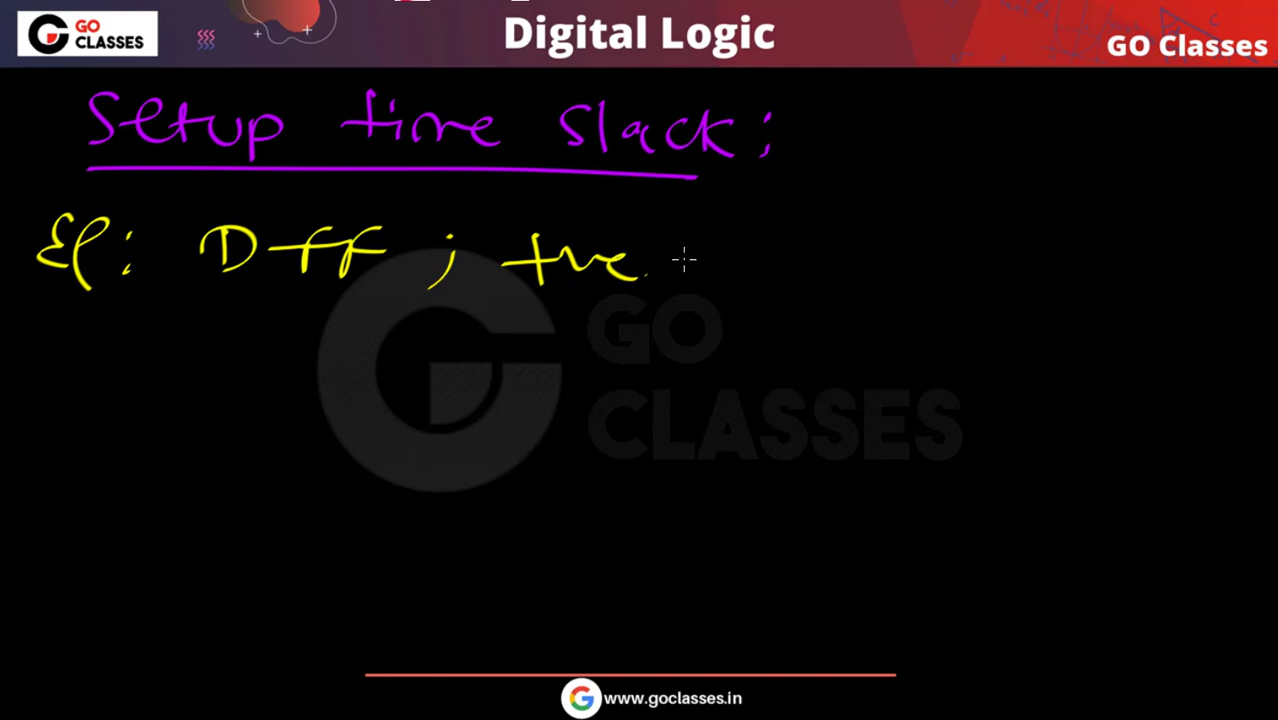 GO
CLASSES
Digital Logic
GO Classes
Setup time slack:
Eg: D FF ; +ve
GO
CLASSES
www.goclasses.in